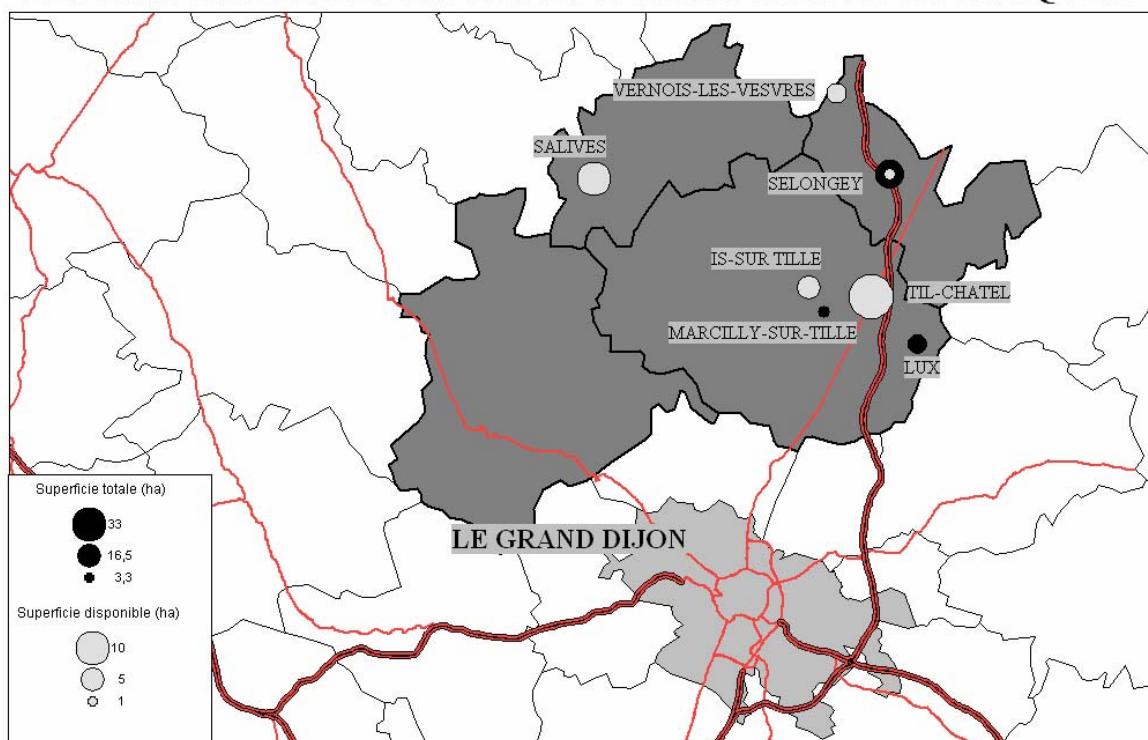 VERNOIS-LES-VESVRES
SALIVES
SELONGEY
IS-SUR TILLE
TIL-CHATEL
MARCILLY-SUR-TILLE
LUX
LE GRAND DIJON
Superficie totale (ha)
33
16,5
3,3
Superficie disponible (ha)
10
5
1